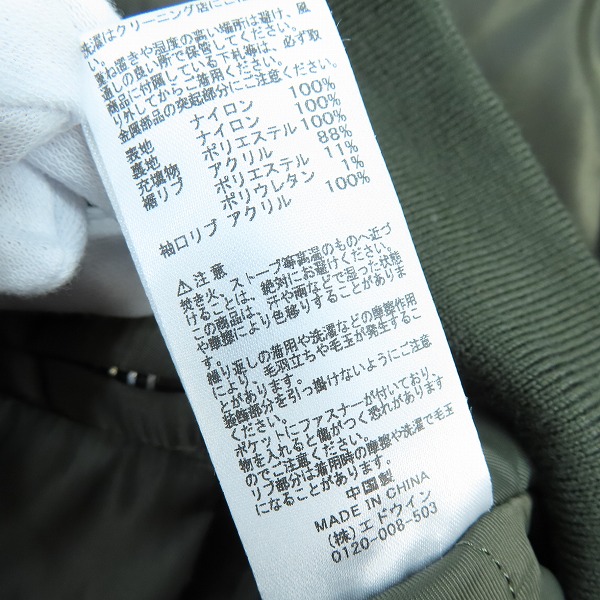 洗濯はクリーニング店にご
重ね置きや湿度の高い場所は避け、風
通しの良い所で保管してください。
商品に付属している下札等は、必ず取
り外してからご着用ください。
金属部品の突起部分にご注意ください。
表地 ナイロン 100%
裏地 ナイロン 100%
充填物 ポリエステル 100%
裾リブ アクリル 88%
ポリエステル 11%
ポリウレタン 1%
袖口リブ アクリル 100%
⚠注意
焚き火、ストーブ等高温のものへ近づ
けることは、絶対にお避けください。
この商品は、汗や雨などで湿った状態
や摩擦により色移りすることがありま
す。
繰り返しの着用や洗濯などの摩擦作用
により、毛羽立ちや毛玉が発生するこ
とがあります。
装飾部分を引っ掛けないようにご注意
ください。
ポケットにファスナーが付いており、
物を入れると傷がつく恐れがあります
のでご注意ください。
リブ部分は着用時の摩擦や洗濯で毛玉
になることがあります。
中国製
MADE IN CHINA
(株)エドウイン
0120-008-503